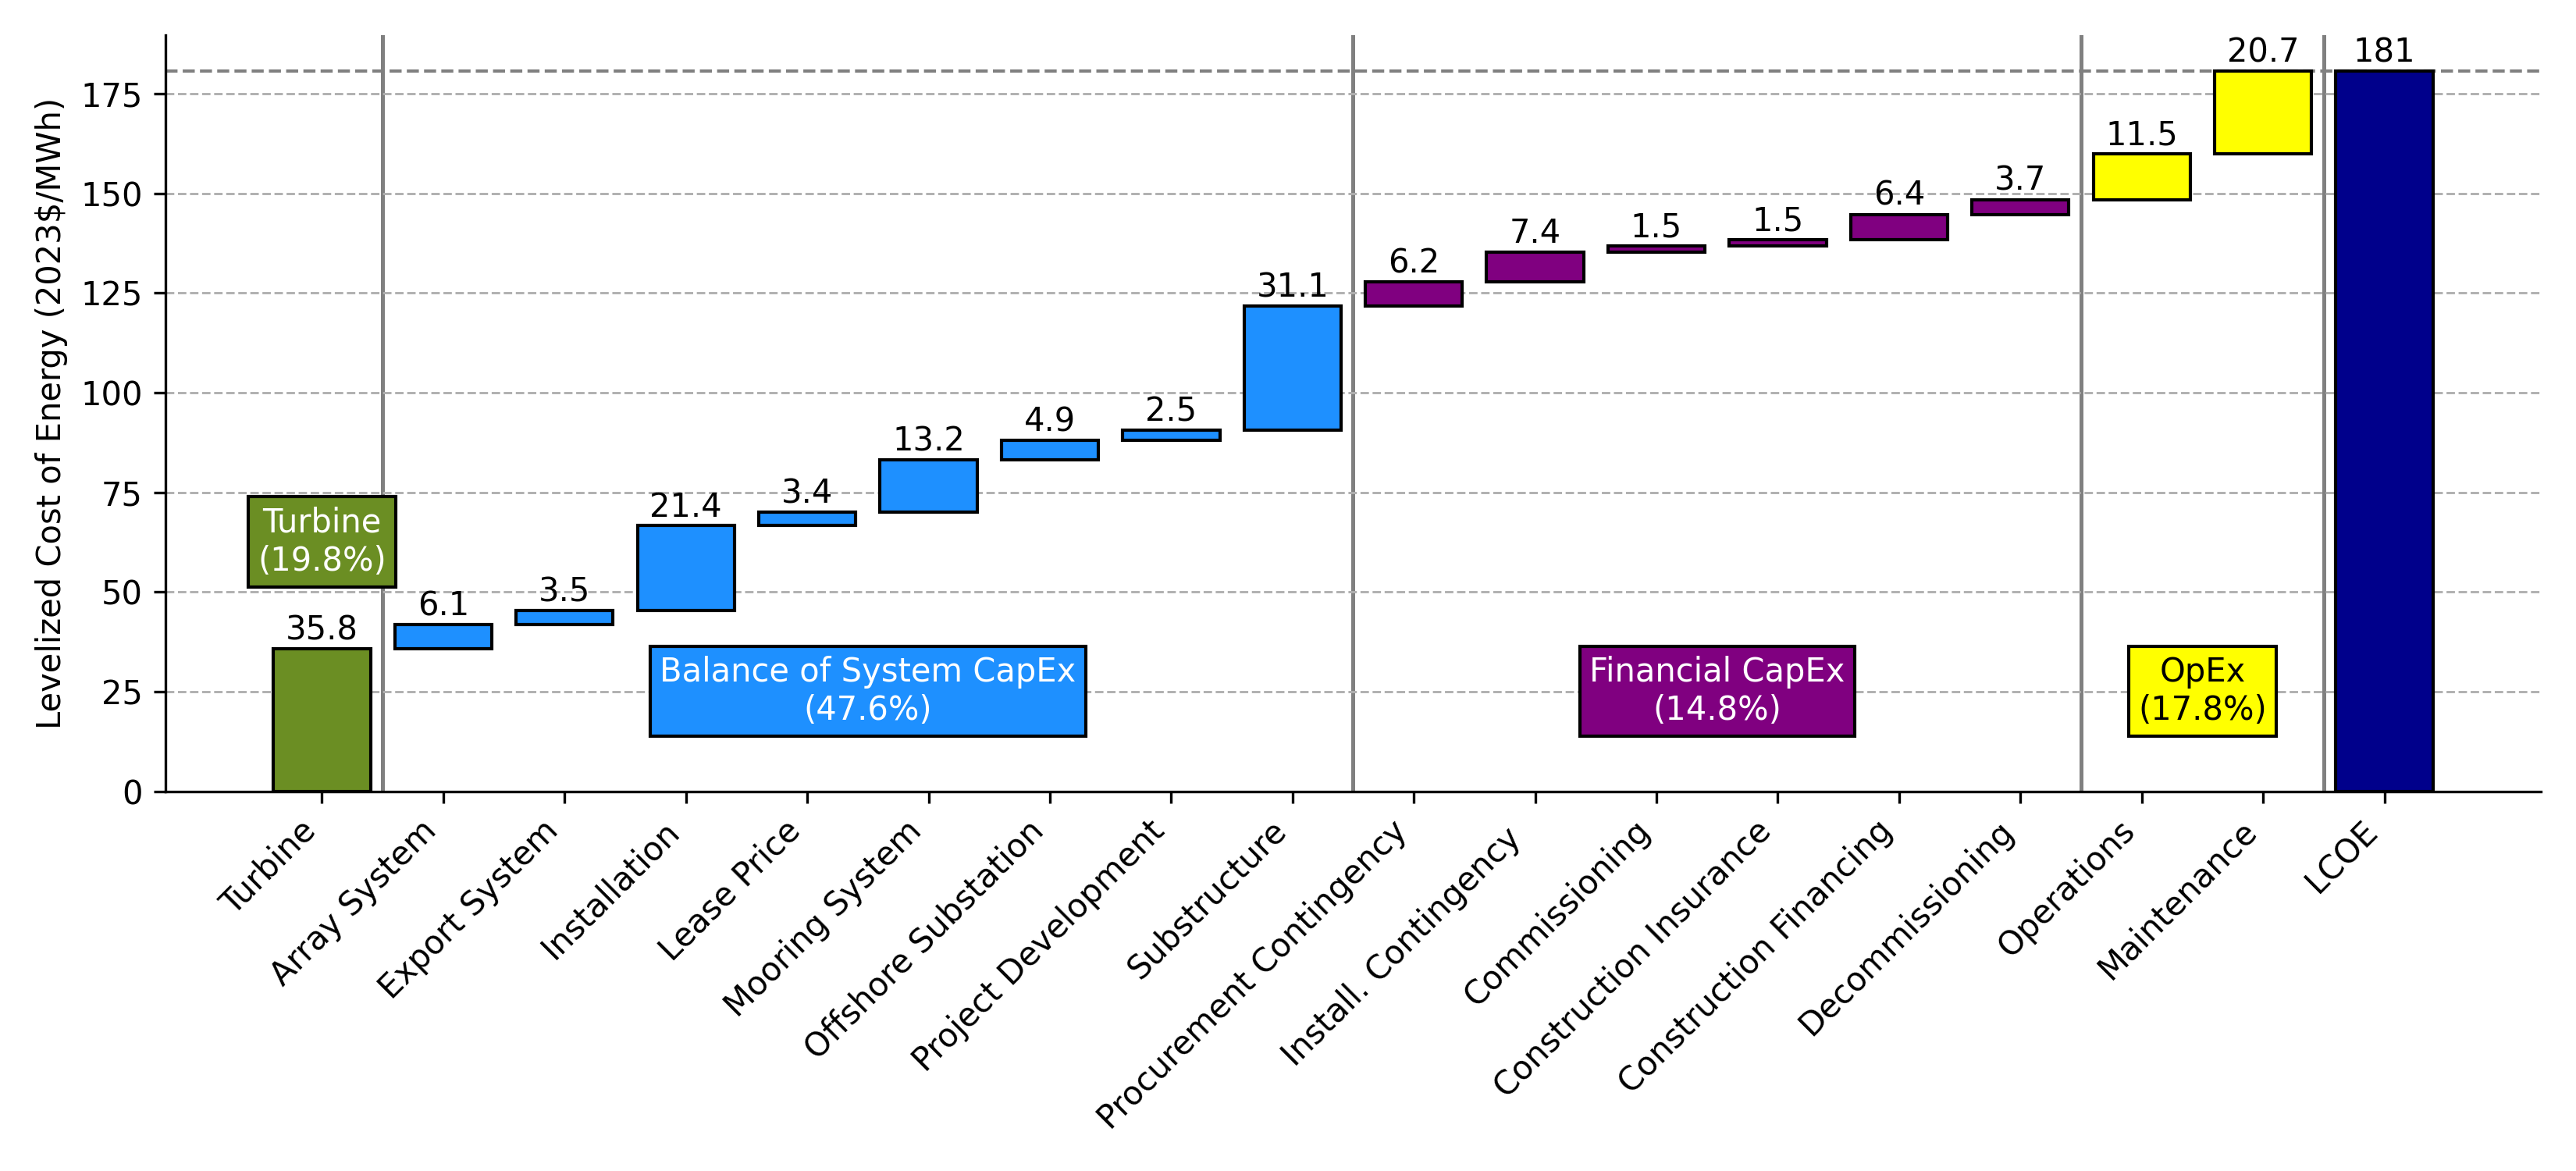 Levelized Cost of Energy (2023$/MWh)
175
150
125
100
75
50
25
0
Turbine
(19.8%)
35.8
6.1
3.5
21.4
3.4
13.2
4.9
2.5
31.1
6.2
7.4
1.5
1.5
6.4
3.7
11.5
20.7
181
Balance of System CapEx
(47.6%)
Financial CapEx
(14.8%)
OpEx
(17.8%)
Turbine
Array System
Export System
Installation
Lease Price
Mooring System
Offshore Substation
Project Development
Substructure
Procurement Contingency
Install. Contingency
Commissioning
Construction Insurance
Construction Financing
Decommissioning
Operations
Maintenance
LCOE